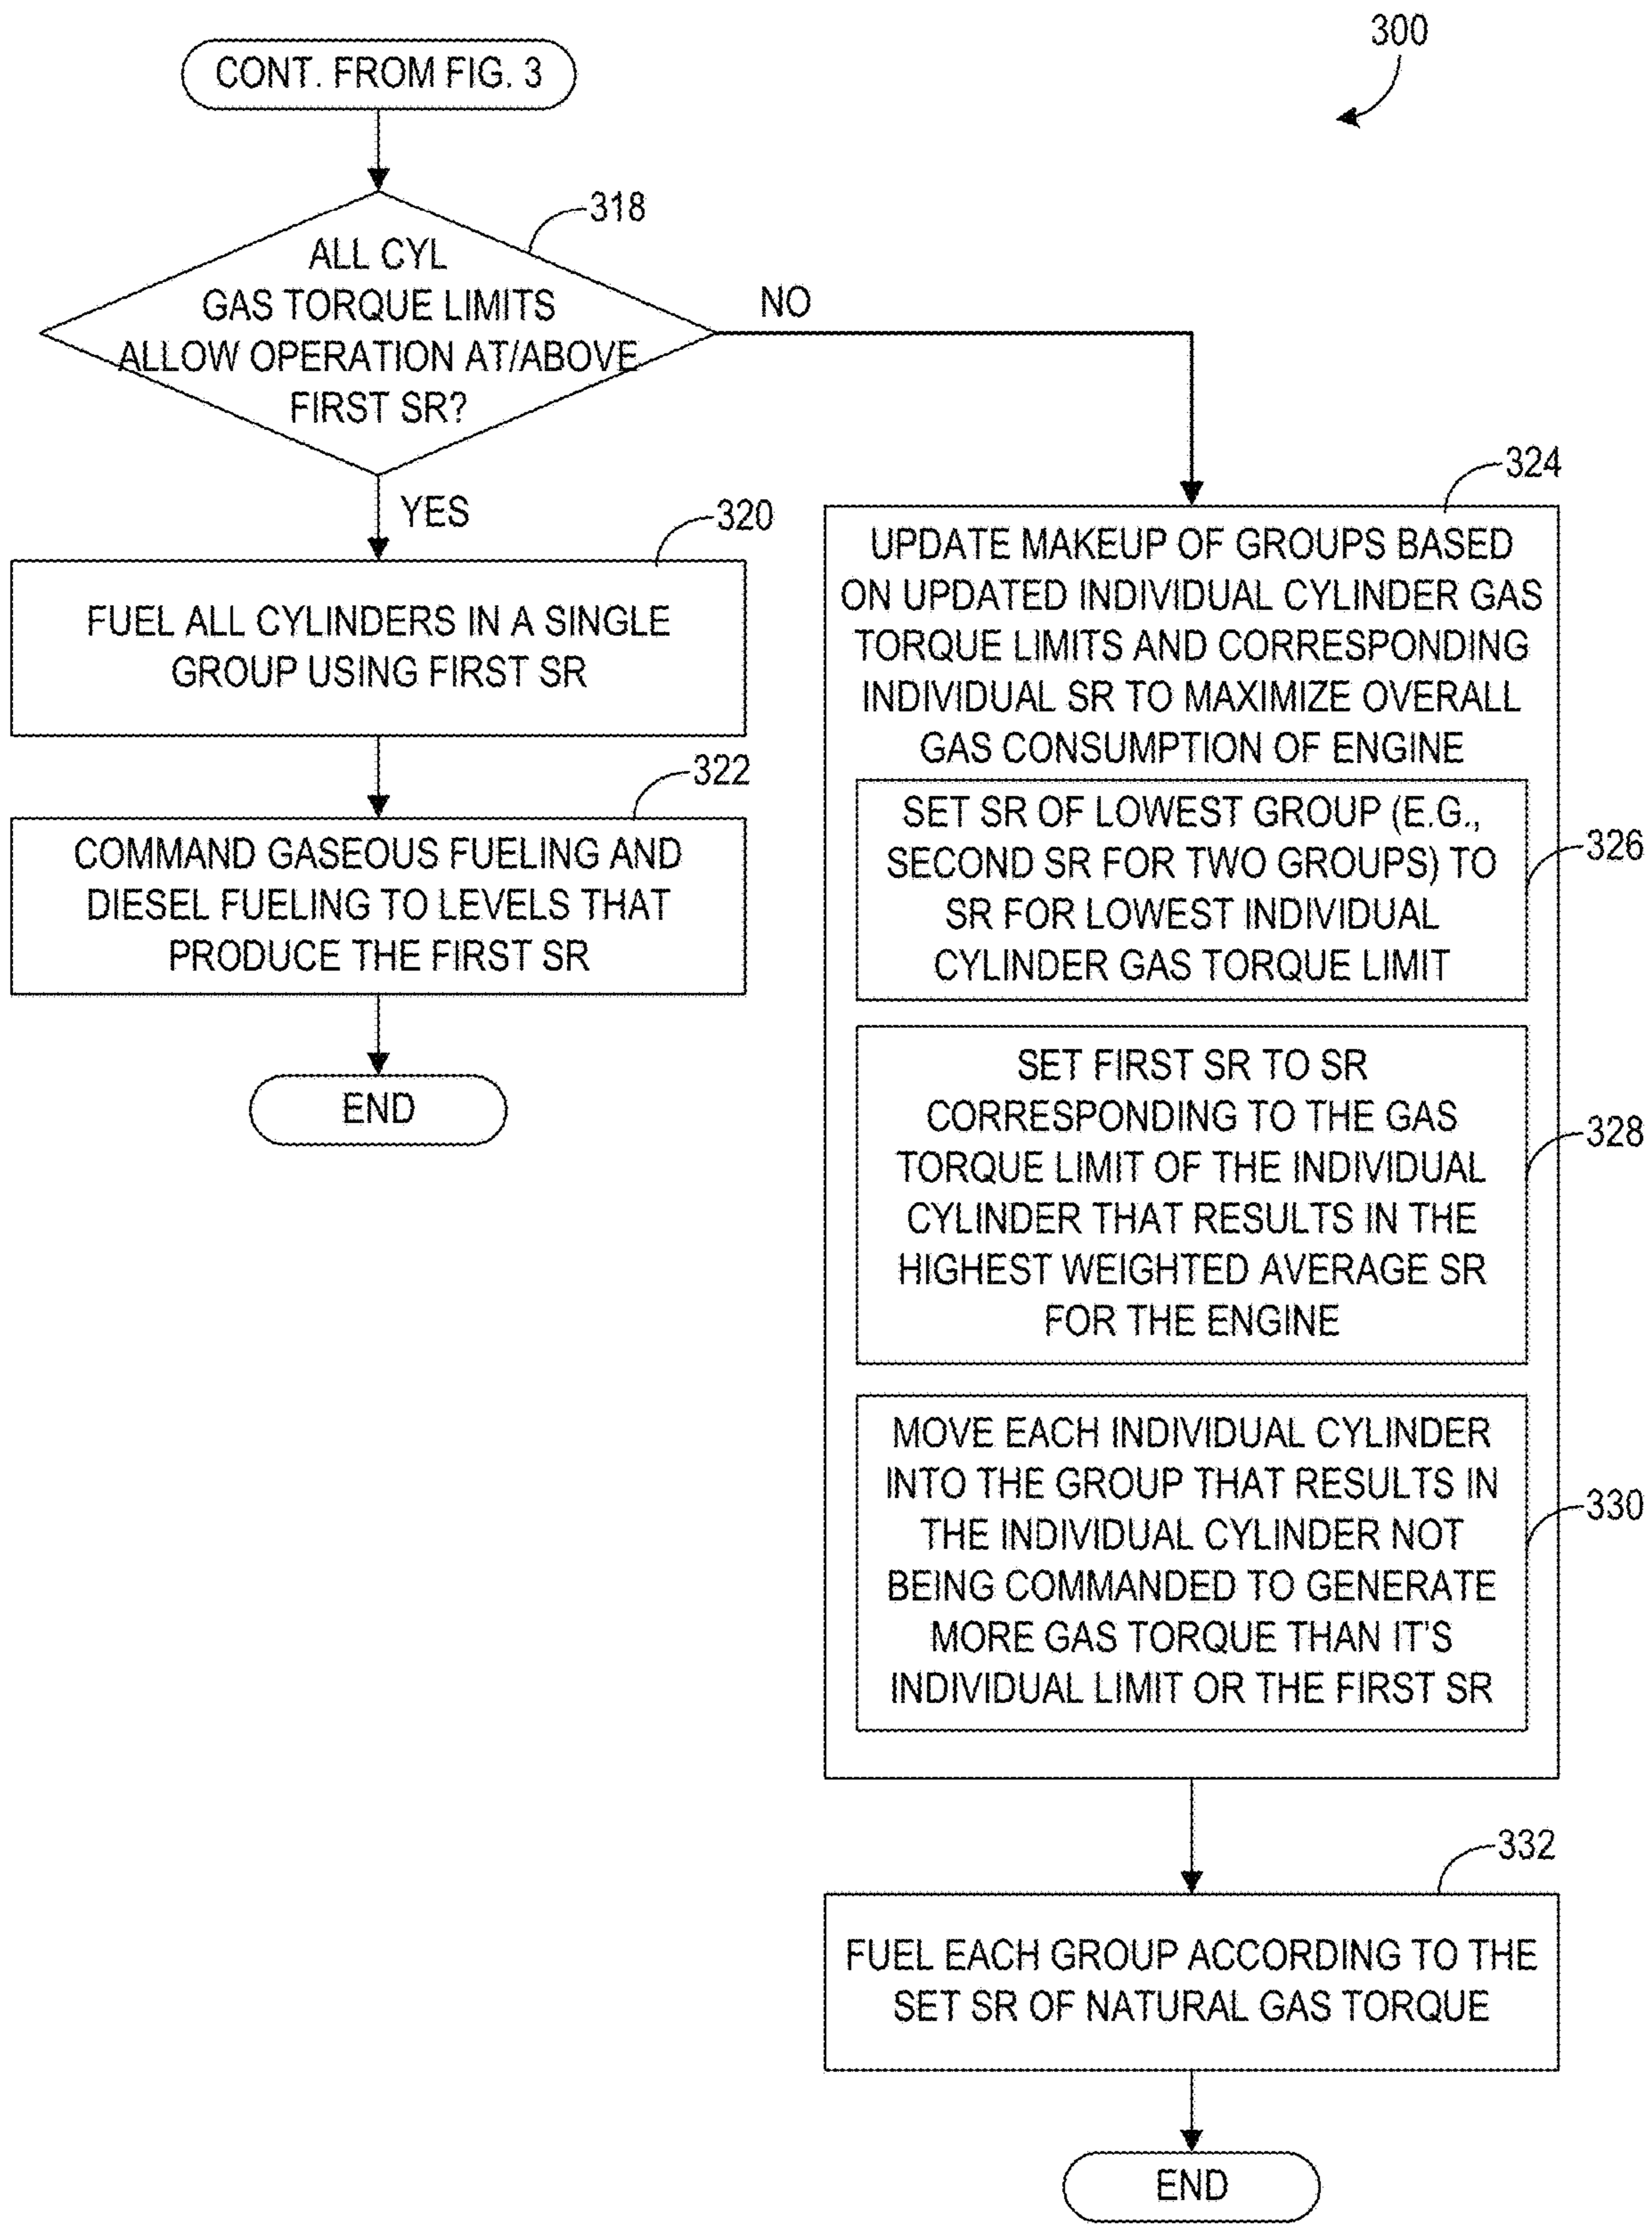 300
CONT. FROM FIG. 3
318
ALL CYL
GAS TORQUE LIMITS
ALLOW OPERATION AT/ABOVE
FIRST SR?
NO
YES
320
FUEL ALL CYLINDERS IN A SINGLE
GROUP USING FIRST SR
322
COMMAND GASEOUS FUELING AND
DIESEL FUELING TO LEVELS THAT
PRODUCE THE FIRST SR
END
324
UPDATE MAKEUP OF GROUPS BASED
ON UPDATED INDIVIDUAL CYLINDER GAS
TORQUE LIMITS AND CORRESPONDING
INDIVIDUAL SR TO MAXIMIZE OVERALL
GAS CONSUMPTION OF ENGINE
SET SR OF LOWEST GROUP (E.G.,
SECOND SR FOR TWO GROUPS) TO
SR FOR LOWEST INDIVIDUAL
CYLINDER GAS TORQUE LIMIT
326
SET FIRST SR TO SR
CORRESPONDING TO THE GAS
TORQUE LIMIT OF THE INDIVIDUAL
CYLINDER THAT RESULTS IN THE
HIGHEST WEIGHTED AVERAGE SR
FOR THE ENGINE
328
MOVE EACH INDIVIDUAL CYLINDER
INTO THE GROUP THAT RESULTS IN
THE INDIVIDUAL CYLINDER NOT
BEING COMMANDED TO GENERATE
MORE GAS TORQUE THAN IT'S
INDIVIDUAL LIMIT OR THE FIRST SR
330
332
FUEL EACH GROUP ACCORDING TO THE
SET SR OF NATURAL GAS TORQUE
END